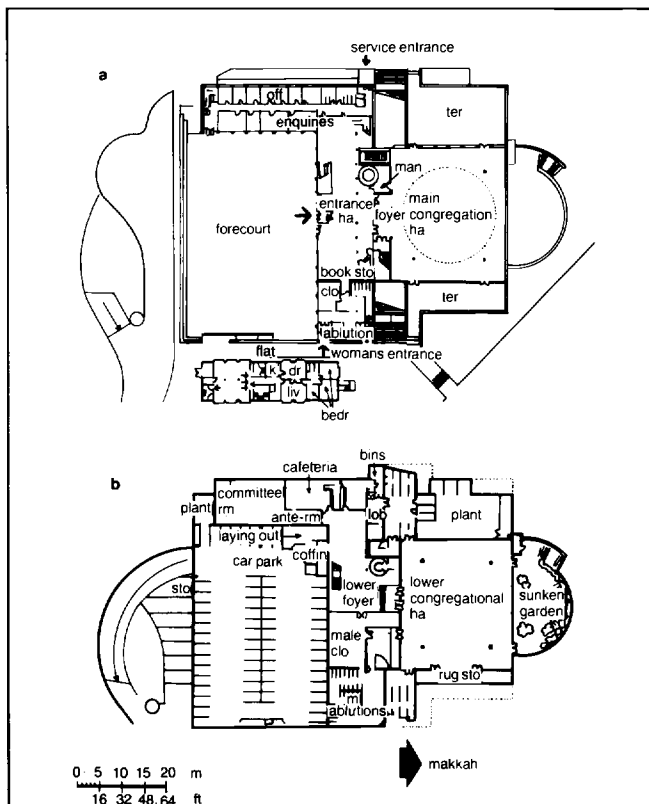 service entrance
a
off
enquines
ter
man
entrance
ha
main
foyer congregation
ha
forecourt
book sto
clo
ter
ablution
flat
womans entrance
k
dr
liv
bedr
bins
cafeteria
b
committee
rm
plant
ante-rm
lob
plant
laying out
coffin
car park
sto
lower
foyer
lower
congregational
ha
sunken
garden
male
clo
rug sto
m
ablutions
makkah
0 5 10 15 20 m
16 32 48 64 ft